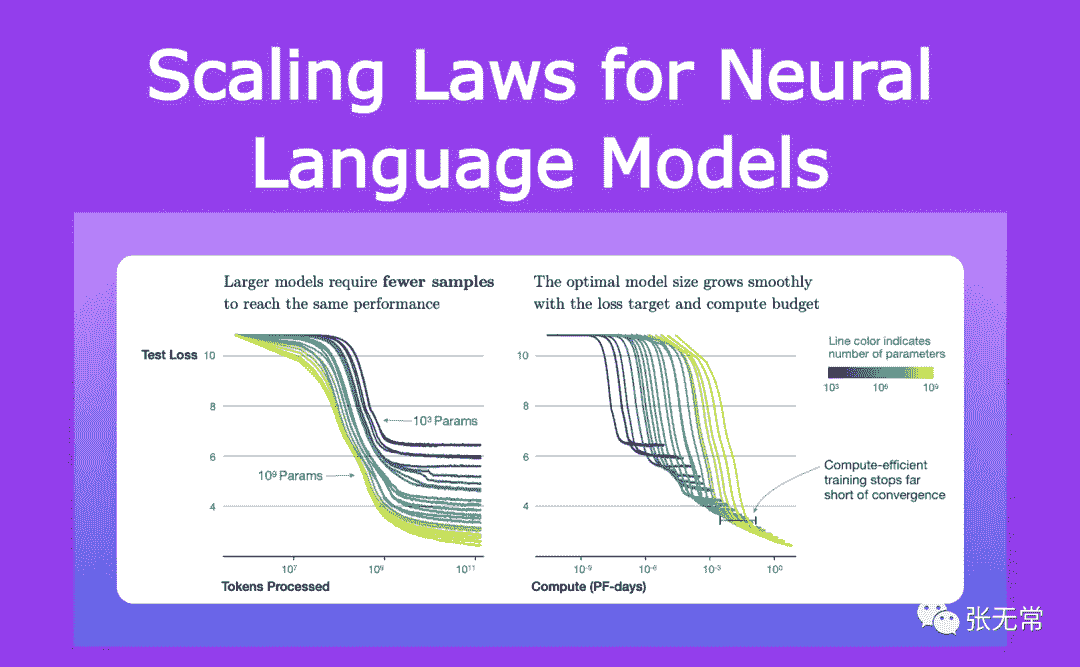 Scaling Laws for Neural
Language Models
Larger models require fewer samples
to reach the same performance
Test Loss
10
8
6
4
10³ Params
10⁹ Params
10⁷
10⁹
10¹¹
Tokens Processed
The optimal model size grows smoothly
with the loss target and compute budget
10
8
6
4
Line color indicates
number of parameters
10³
10⁶
10⁹
Compute-efficient
training stops far
short of convergence
10⁻⁹
10⁻⁶
10⁻³
10⁰
Compute (PF-days)
张无常